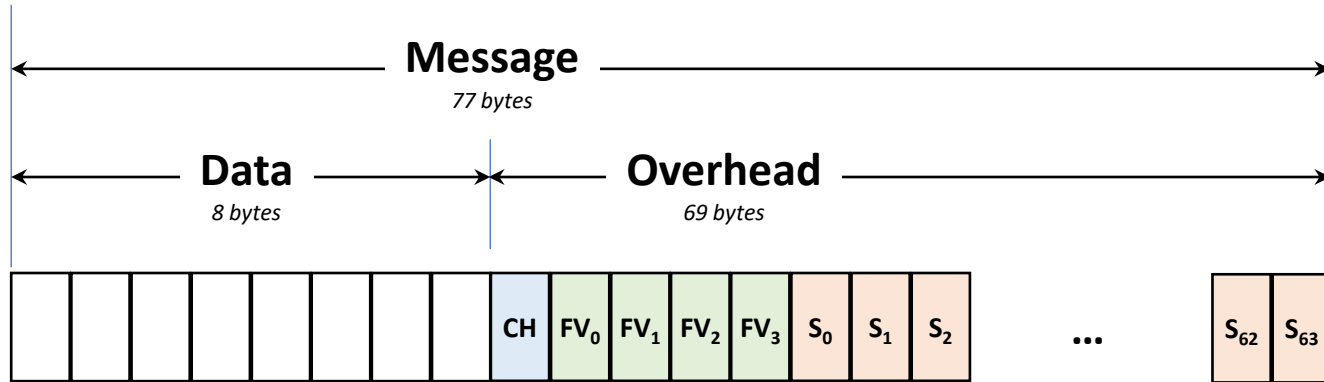 Message
77 bytes
Data Overhead
8 bytes 69 bytes
CH FV₀ FV₁ FV₂ FV₃ S₀ S₁ S₂ ... S₆₂ S₆₃